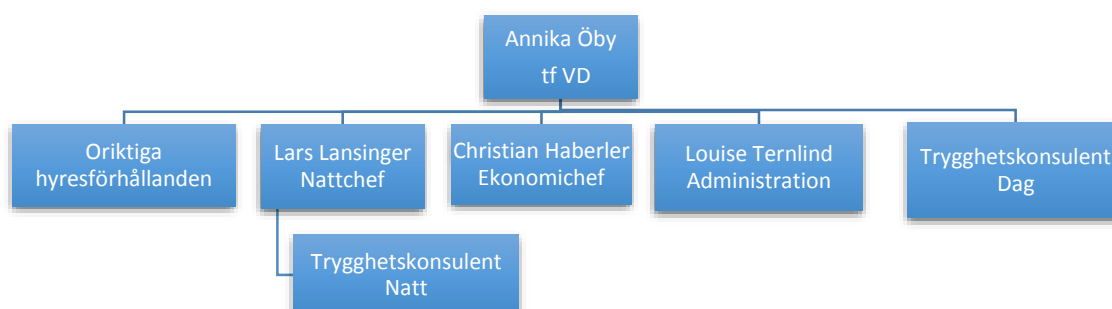 Annika Öby
tf VD
Oriktiga
hyresförhållanden
Lars Lansinger
Nattchef
Christian Haberler
Ekonomichef
Louise Ternlind
Administration
Trygghetskonsulent
Dag
Trygghetskonsulent
Natt